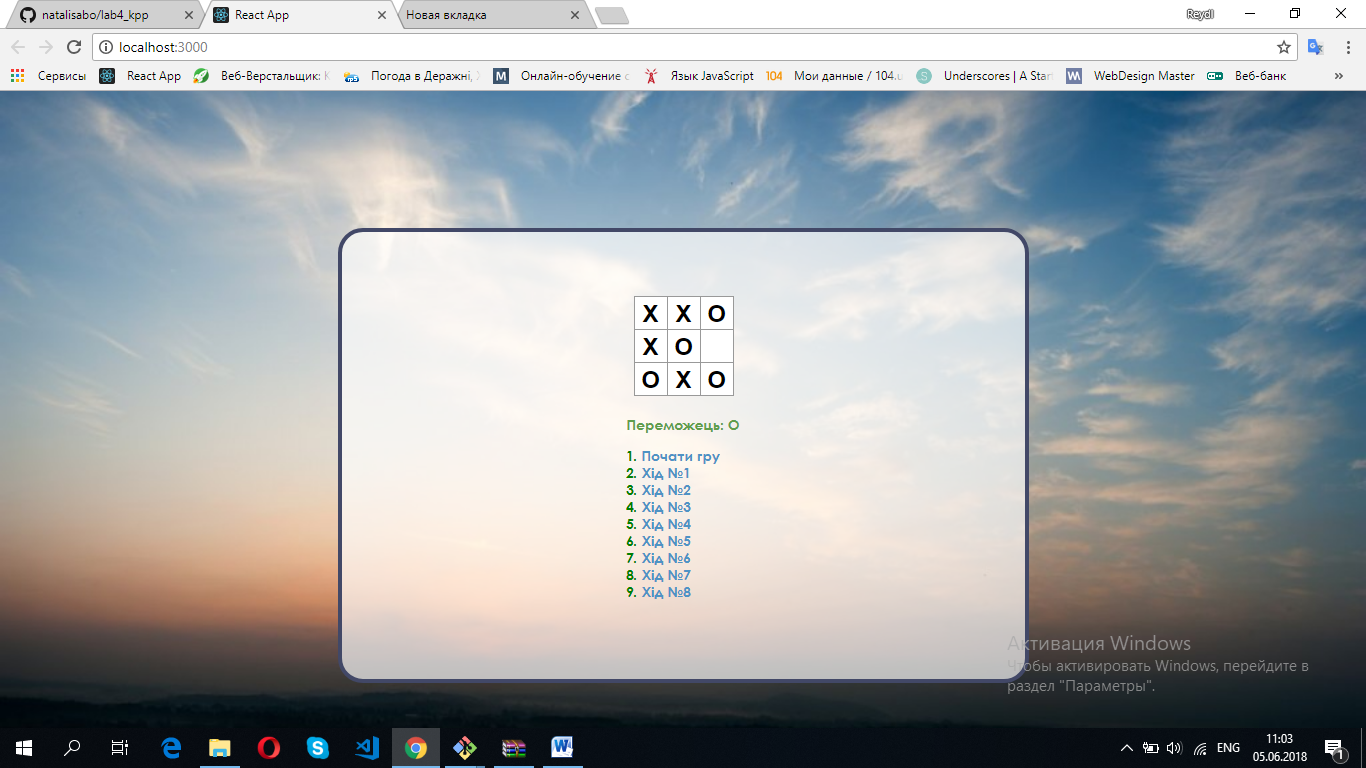 natalisabo/lab4_kpp
React App
Новая вкладка
Reydl
localhost:3000
Сервисы
React App
Веб-Верстальщик:
Погода в Деражні,
Онлайн-обучение
Язык JavaScript
104
Мои данные / 104.u
S
Underscores | A Star
W
WebDesign Master
Веб-банк
»
X X O
X O
O X O
Переможець: O
1. Почати гру
2. Хід №1
3. Хід №2
4. Хід №3
5. Хід №4
6. Хід №5
7. Хід №6
8. Хід №7
9. Хід №8
Активация Windows
Чтобы активировать Windows, перейдите в
раздел "Параметры".
ENG
11:03
05.06.2018
1